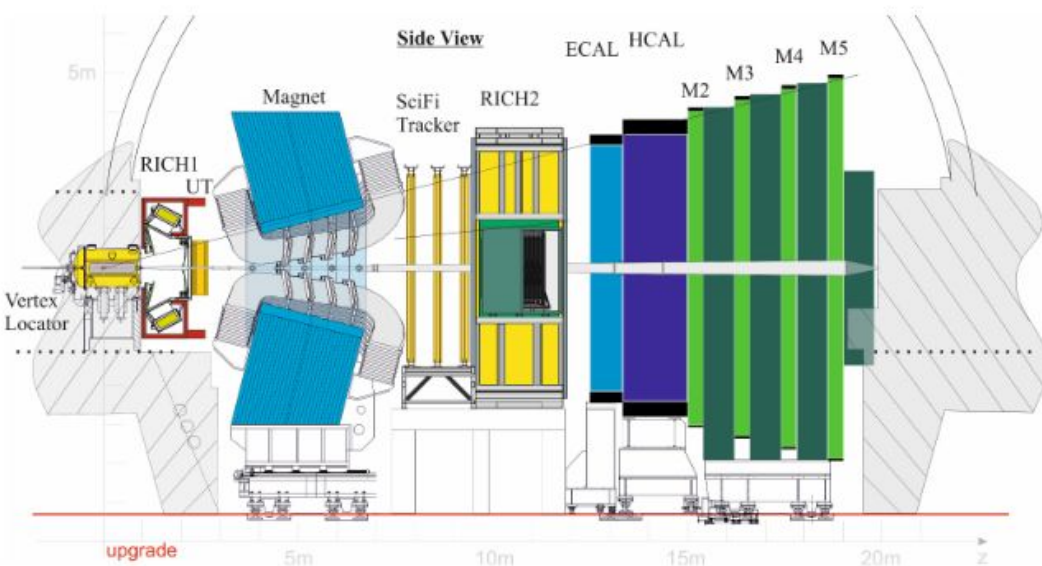 Side View
ECAL
HCAL
M5
M4
M3
M2
5m
Magnet
SciFi
Tracker
RICH2
RICH1
UT
Vertex
Locator
upgrade
5m
10m
15m
20m
z